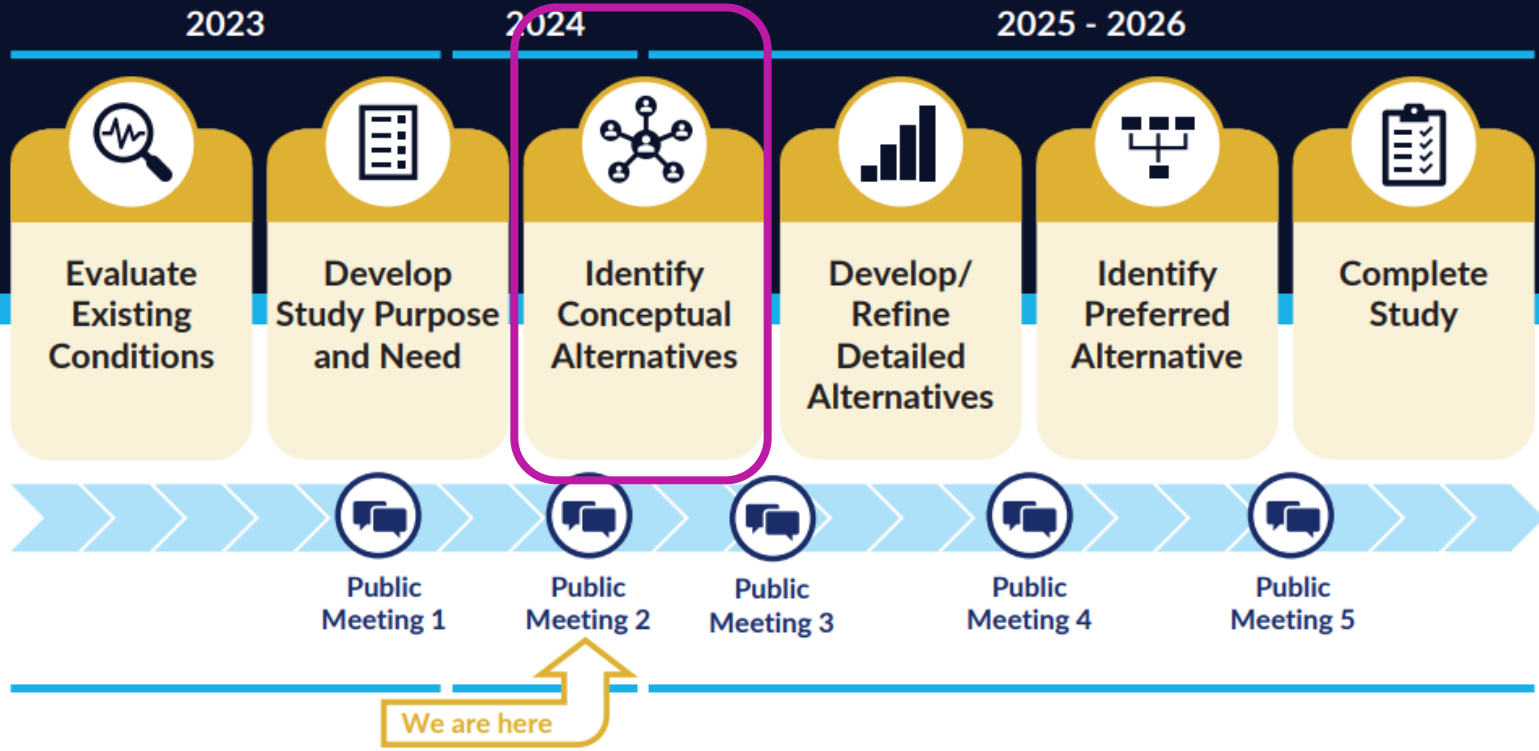 2023
2024
2025 - 2026
Evaluate
Existing
Conditions
Develop
Study Purpose
and Need
Identify
Conceptual
Alternatives
Develop/
Refine
Detailed
Alternatives
Identify
Preferred
Alternative
Complete
Study
Public
Meeting 1
Public
Meeting 2
Public
Meeting 3
Public
Meeting 4
Public
Meeting 5
We are here